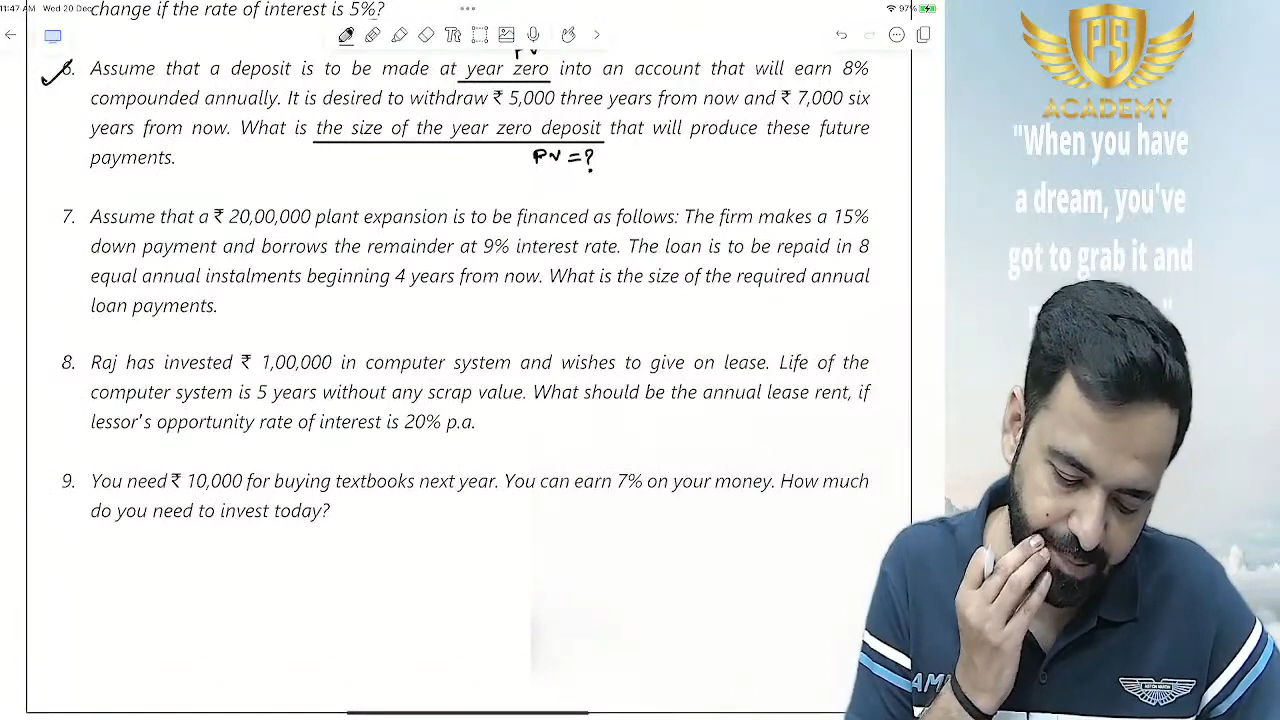 11:47 AM Wed 20 Dec
97%
change if the rate of interest is 5%?
6. Assume that a deposit is to be made at year zero into an account that will earn 8%
compounded annually. It is desired to withdraw ₹ 5,000 three years from now and ₹ 7,000 six
years from now. What is the size of the year zero deposit that will produce these future
payments.
PV = ?
7. Assume that a ₹ 20,00,000 plant expansion is to be financed as follows: The firm makes a 15%
down payment and borrows the remainder at 9% interest rate. The loan is to be repaid in 8
equal annual instalments beginning 4 years from now. What is the size of the required annual
loan payments.
8. Raj has invested ₹ 1,00,000 in computer system and wishes to give on lease. Life of the
computer system is 5 years without any scrap value. What should be the annual lease rent, if
lessor's opportunity rate of interest is 20% p.a.
9. You need ₹ 10,000 for buying textbooks next year. You can earn 7% on your money. How much
do you need to invest today?
PS
ACADEMY
"When you have
a dream, you've
got to grab it and
ASTON MARTIN